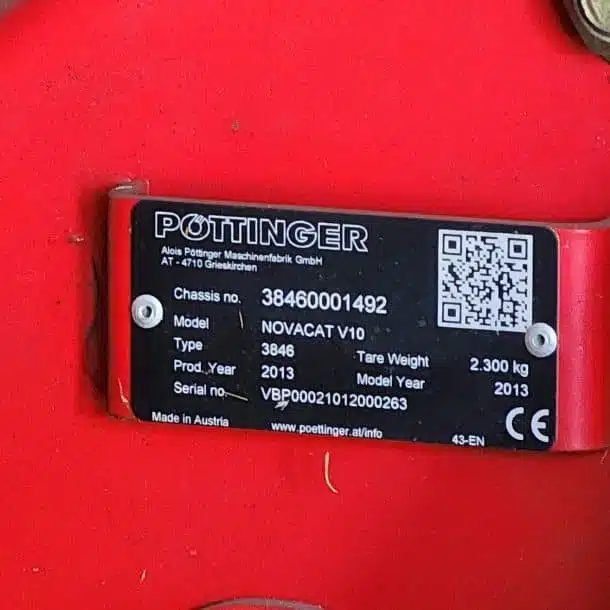 PÖTTINGER
Alois Pöttinger Maschinenfabrik GmbH
AT - 4710 Grieskirchen
Chassis no. 38460001492
Model NOVACAT V10
Type 3846 Tare Weight 2.300 kg
Prod. Year 2013 Model Year 2013
Serial no. VBP00021012000263
Made in Austria www.poettinger.at/info 43-EN CE